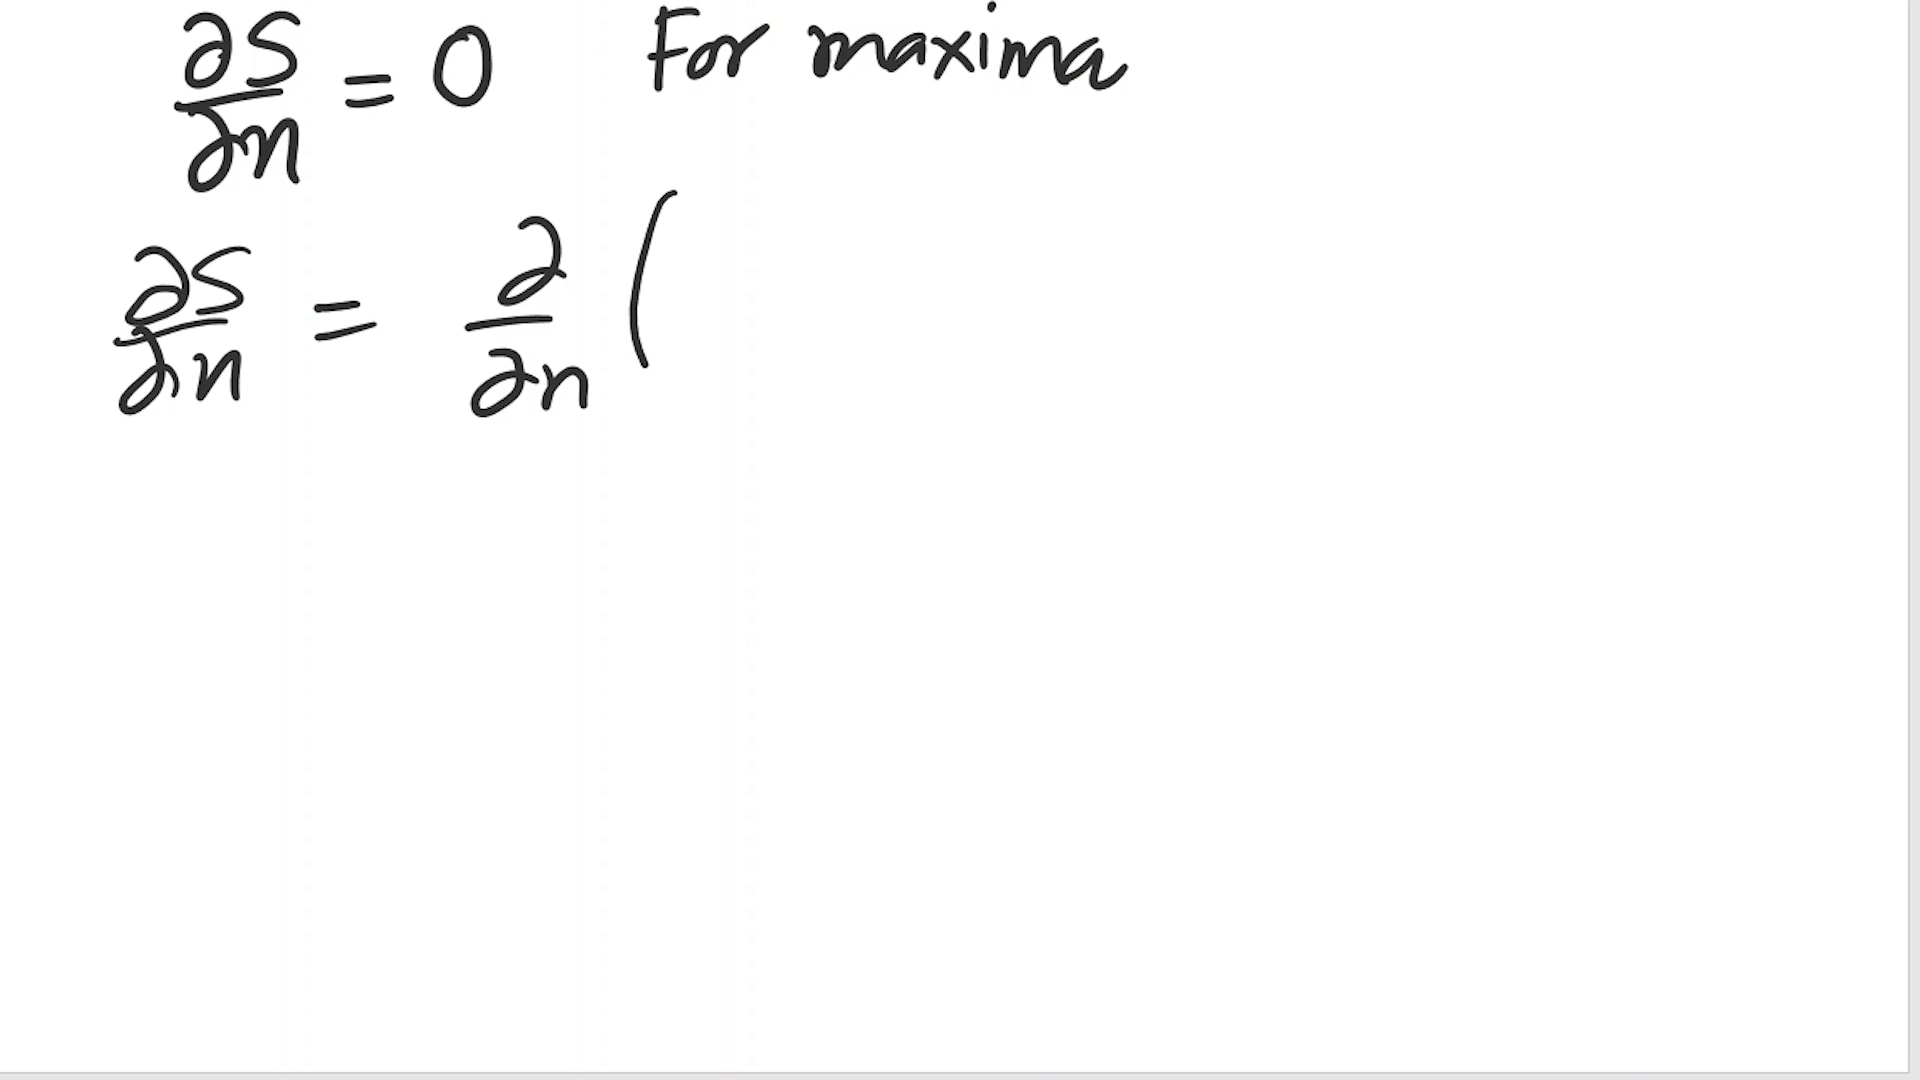 ∂S/∂n = 0 For maxima
∂S/∂n = ∂/∂n (